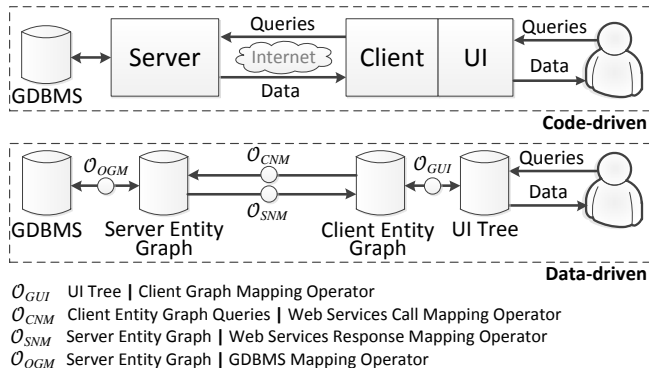 Queries
Queries
Server
Internet
Client
UI
Data
Data
GDBMS
Code-driven
O_OGM
O_CNM
O_GUI
Queries
O_SNM
Data
GDBMS
Server Entity
Graph
Client Entity
Graph
UI Tree
Data-driven
O_GUI UI Tree | Client Graph Mapping Operator
O_CNM Client Entity Graph Queries | Web Services Call Mapping Operator
O_SNM Server Entity Graph | Web Services Response Mapping Operator
O_OGM Server Entity Graph | GDBMS Mapping Operator